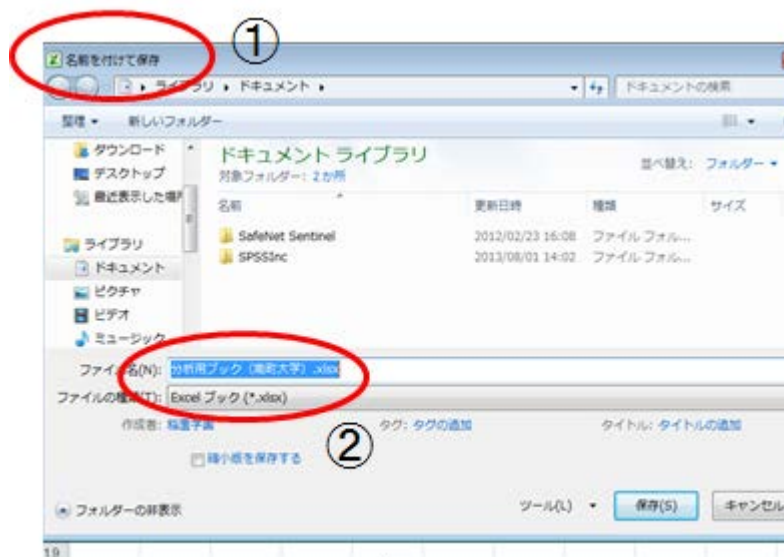 ①
名前を付けて保存
ライブラリ ▸ ドキュメント ▸
ドキュメントの検索
整理 ▼ 新しいフォルダー
ダウンロード
デスクトップ
最近表示した場所
ライブラリ
ドキュメント
ピクチャ
ビデオ
ミュージック
ドキュメント ライブラリ
対象フォルダー: 2か所
並べ替え: フォルダー ▼
名前 更新日時 種類 サイズ
SafeNet Sentinel 2012/02/23 16:08 ファイル フォル...
SPSSInc 2013/08/01 14:02 ファイル フォル...
ファイル名(N): 分析用ブック (南町大学) .xlsx
ファイルの種類(T): Excel ブック (*.xlsx)
作成者: タグ: タグの追加 タイトル: タイトルの追加
②
縮小版を保存する
フォルダーの非表示
ツール(L) ▼ 保存(S) キャンセル
19